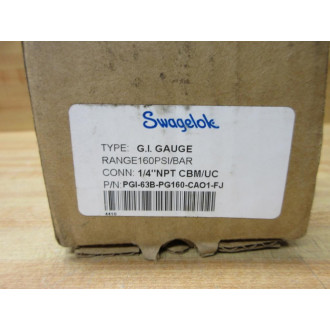 Swagelok
TYPE: G.I. GAUGE
RANGE160PSI/BAR
CONN: 1/4"NPT CBM/UC
P/N: PGI-63B-PG160-CAO1-FJ